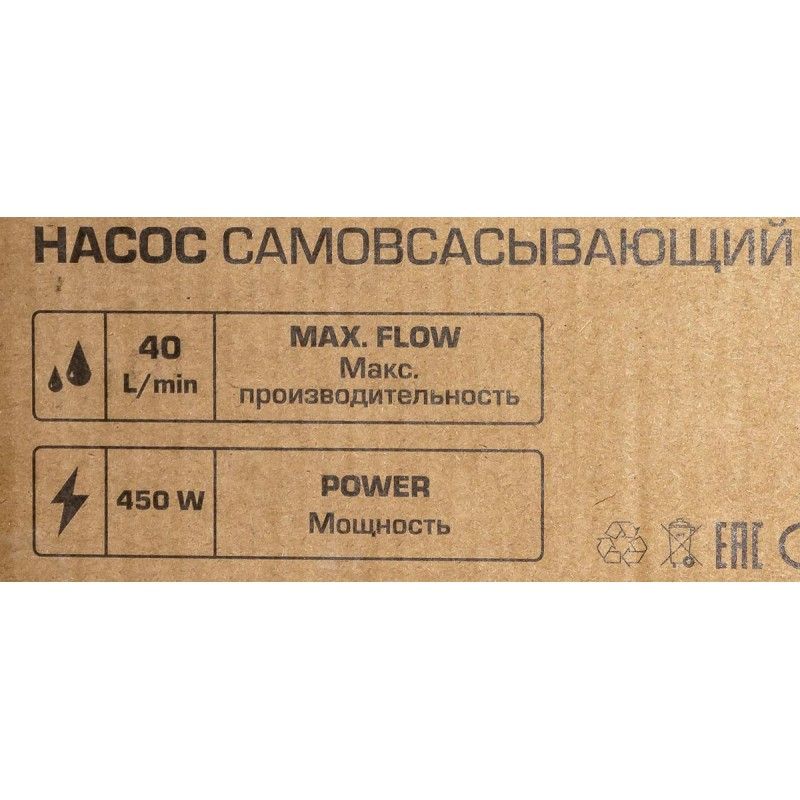 НАСОС САМОВСАСЫВАЮЩИЙ
40
L/min
MAX. FLOW
Макс.
производительность
450 W
POWER
Мощность
EAC